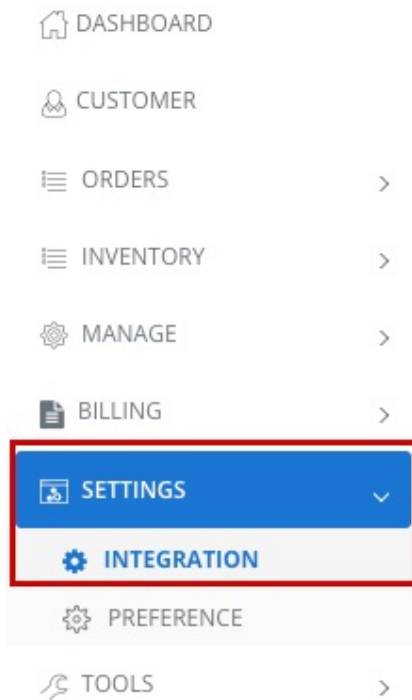 DASHBOARD
CUSTOMER
ORDERS
INVENTORY
MANAGE
BILLING
SETTINGS
INTEGRATION
PREFERENCE
TOOLS